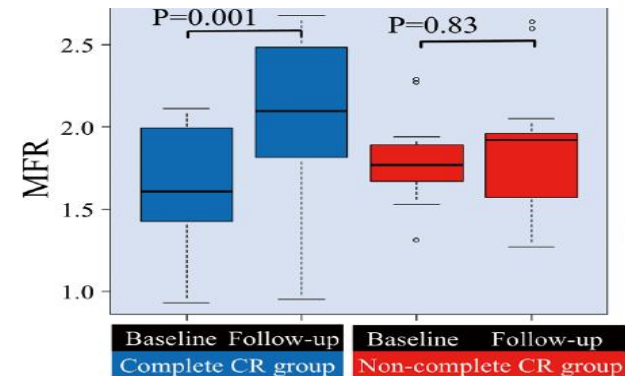 P=0.001
P=0.83
2.5
2.0
1.5
1.0
MFR
Baseline Follow-up Baseline Follow-up
Complete CR group Non-complete CR group